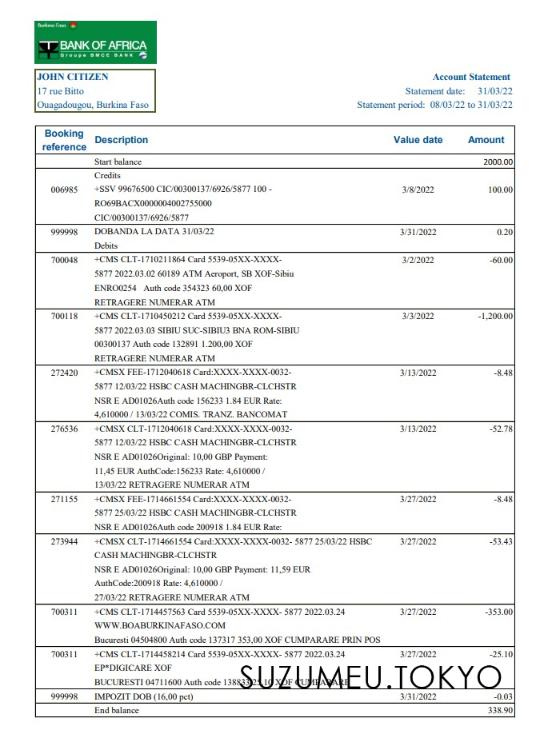 Burkina Faso
BANK OF AFRICA
Groupe BMCE BANK
JOHN CITIZEN
17 rue Bitto
Ouagadougou, Burkina Faso
Account Statement
Statement date: 31/03/22
Statement period: 08/03/22 to 31/03/22
Booking reference Description Value date Amount
Start balance 2000.00
Credits
006985 +SSV 99676500 CIC/00300137/6926/5877 100 - 3/8/2022 100.00
RO69BACX0000004002755000
CIC/00300137/6926/5877
999998 DOBANDA LA DATA 31/03/22 3/31/2022 0.20
Debits
700048 +CMS CLT-1710211864 Card 5539-05XX-XXXX- 3/2/2022 -60.00
5877 2022.03.02 60189 ATM Aeroport, SB XOF-Sibiu
ENRO0254 Auth code 354323 60,00 XOF
RETRAGERE NUMERAR ATM
700118 +CMS CLT-1710450212 Card 5539-05XX-XXXX- 3/3/2022 -1,200.00
5877 2022.03.03 SIBIU SUC-SIBIU3 BNA ROM-SIBIU
00300137 Auth code 132891 1.200,00 XOF
RETRAGERE NUMERAR ATM
272420 +CMSX FEE-1712040618 Card:XXXX-XXXX-0032- 3/13/2022 -8.48
5877 12/03/22 HSBC CASH MACHINGBR-CLCHSTR
NSR E AD01026Auth code 156233 1.84 EUR Rate:
4,610000 / 13/03/22 COMIS. TRANZ. BANCOMAT
276536 +CMSX CLT-1712040618 Card:XXXX-XXXX-0032- 3/13/2022 -52.78
5877 12/03/22 HSBC CASH MACHINGBR-CLCHSTR
NSR E AD01026Original: 10,00 GBP Payment:
11,45 EUR AuthCode:156233 Rate: 4,610000 /
13/03/22 RETRAGERE NUMERAR ATM
271155 +CMSX FEE-1714661554 Card:XXXX-XXXX-0032- 3/27/2022 -8.48
5877 25/03/22 HSBC CASH MACHINGBR-CLCHSTR
NSR E AD01026Auth code 200918 1.84 EUR Rate:
273944 +CMSX CLT-1714661554 Card:XXXX-XXXX-0032- 5877 25/03/22 HSBC 3/27/2022 -53.43
CASH MACHINGBR-CLCHSTR
NSR E AD01026Original: 10,00 GBP Payment: 11,59 EUR
AuthCode:200918 Rate: 4,610000 /
27/03/22 RETRAGERE NUMERAR ATM
700311 +CMS CLT-1714457563 Card 5539-05XX-XXXX- 5877 2022.03.24 3/27/2022 -353.00
WWW.BOABURKINAFASO.COM
Bucuresti 04504800 Auth code 137317 353,00 XOF CUMPARARE PRIN POS
700311 +CMS CLT-1714458214 Card 5539-05XX-XXXX- 5877 2022.03.24 3/27/2022 -25.10
EP*DIGICARE XOF
BUCURESTI 04711600 Auth code 138833 25,10 XOF CUMPARARE
SUZUMEU.TOKYO
999998 IMPOZIT DOB (16,00 pct) 3/31/2022 -0.03
End balance 338.90